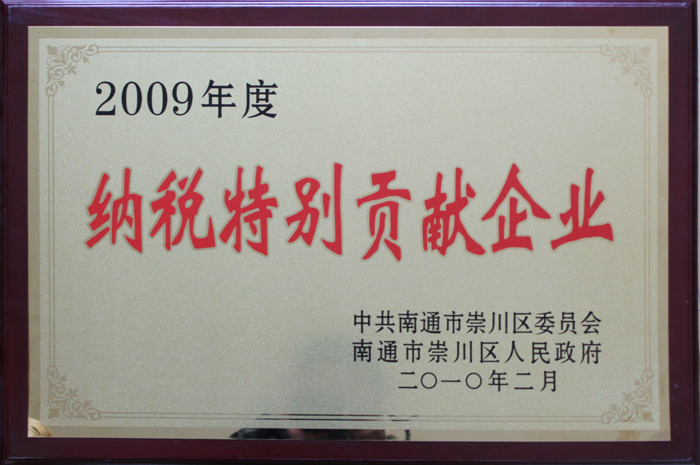 2009年度
纳税特别贡献企业
中共南通市崇川区委员会
南通市崇川区人民政府
二〇一〇年二月